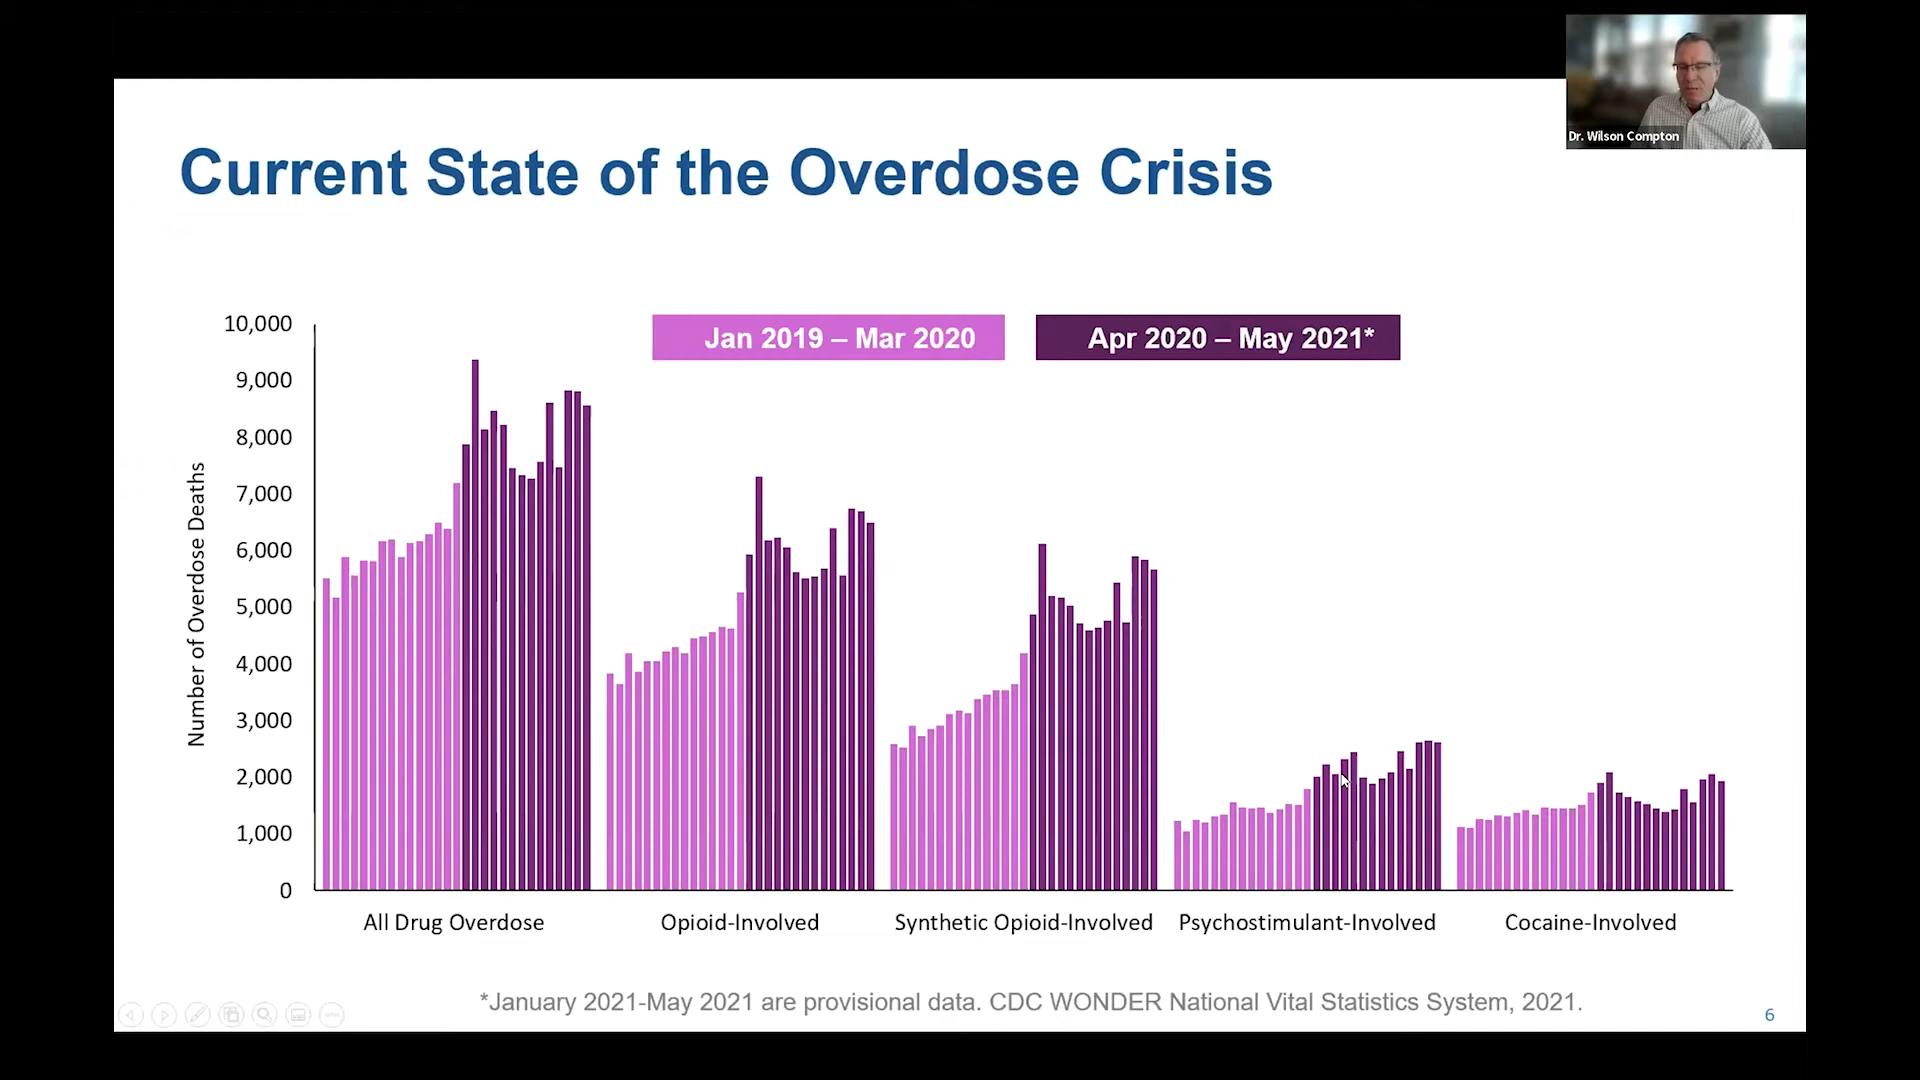 Dr. Wilson Compton
Current State of the Overdose Crisis
Jan 2019 – Mar 2020
Apr 2020 – May 2021*
Number of Overdose Deaths
10,000
9,000
8,000
7,000
6,000
5,000
4,000
3,000
2,000
1,000
0
All Drug Overdose
Opioid-Involved
Synthetic Opioid-Involved
Psychostimulant-Involved
Cocaine-Involved
*January 2021-May 2021 are provisional data. CDC WONDER National Vital Statistics System, 2021.
6